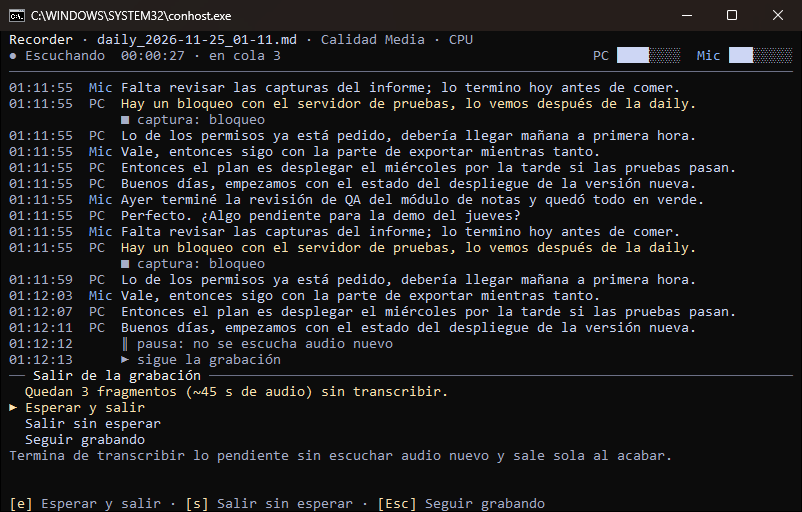 C:\WINDOWS\SYSTEM32\conhost.exe
Recorder · daily_2026-11-25_01-11.md · Calidad Media · CPU
● Escuchando 00:00:27 · en cola 3 PC Mic
01:11:55 Mic Falta revisar las capturas del informe; lo termino hoy antes de comer.
01:11:55 PC Hay un bloqueo con el servidor de pruebas, lo vemos después de la daily.
■ captura: bloqueo
01:11:55 PC Lo de los permisos ya está pedido, debería llegar mañana a primera hora.
01:11:55 Mic Vale, entonces sigo con la parte de exportar mientras tanto.
01:11:55 PC Entonces el plan es desplegar el miércoles por la tarde si las pruebas pasan.
01:11:55 PC Buenos días, empezamos con el estado del despliegue de la versión nueva.
01:11:55 Mic Ayer terminé la revisión de QA del módulo de notas y quedó todo en verde.
01:11:55 PC Perfecto. ¿Algo pendiente para la demo del jueves?
01:11:55 Mic Falta revisar las capturas del informe; lo termino hoy antes de comer.
01:11:55 PC Hay un bloqueo con el servidor de pruebas, lo vemos después de la daily.
■ captura: bloqueo
01:11:59 PC Lo de los permisos ya está pedido, debería llegar mañana a primera hora.
01:12:03 Mic Vale, entonces sigo con la parte de exportar mientras tanto.
01:12:07 PC Entonces el plan es desplegar el miércoles por la tarde si las pruebas pasan.
01:12:11 PC Buenos días, empezamos con el estado del despliegue de la versión nueva.
01:12:12 ‖ pausa: no se escucha audio nuevo
01:12:13 ► sigue la grabación
── Salir de la grabación ──
Quedan 3 fragmentos (~45 s de audio) sin transcribir.
► Esperar y salir
Salir sin esperar
Seguir grabando
Termina de transcribir lo pendiente sin escuchar audio nuevo y sale sola al acabar.
[e] Esperar y salir · [s] Salir sin esperar · [Esc] Seguir grabando